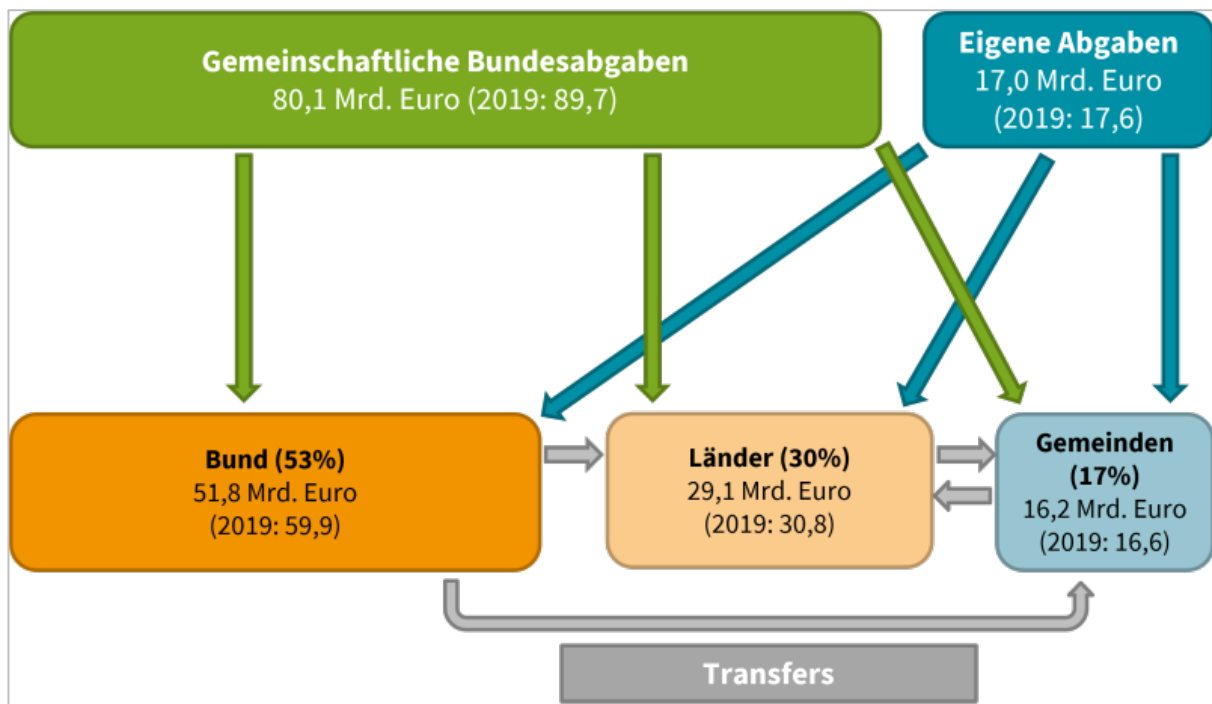 Gemeinschaftliche Bundesabgaben
80,1 Mrd. Euro (2019: 89,7)
Eigene Abgaben
17,0 Mrd. Euro
(2019: 17,6)
Bund (53%)
51,8 Mrd. Euro
(2019: 59,9)
Länder (30%)
29,1 Mrd. Euro
(2019: 30,8)
Gemeinden
(17%)
16,2 Mrd. Euro
(2019: 16,6)
Transfers